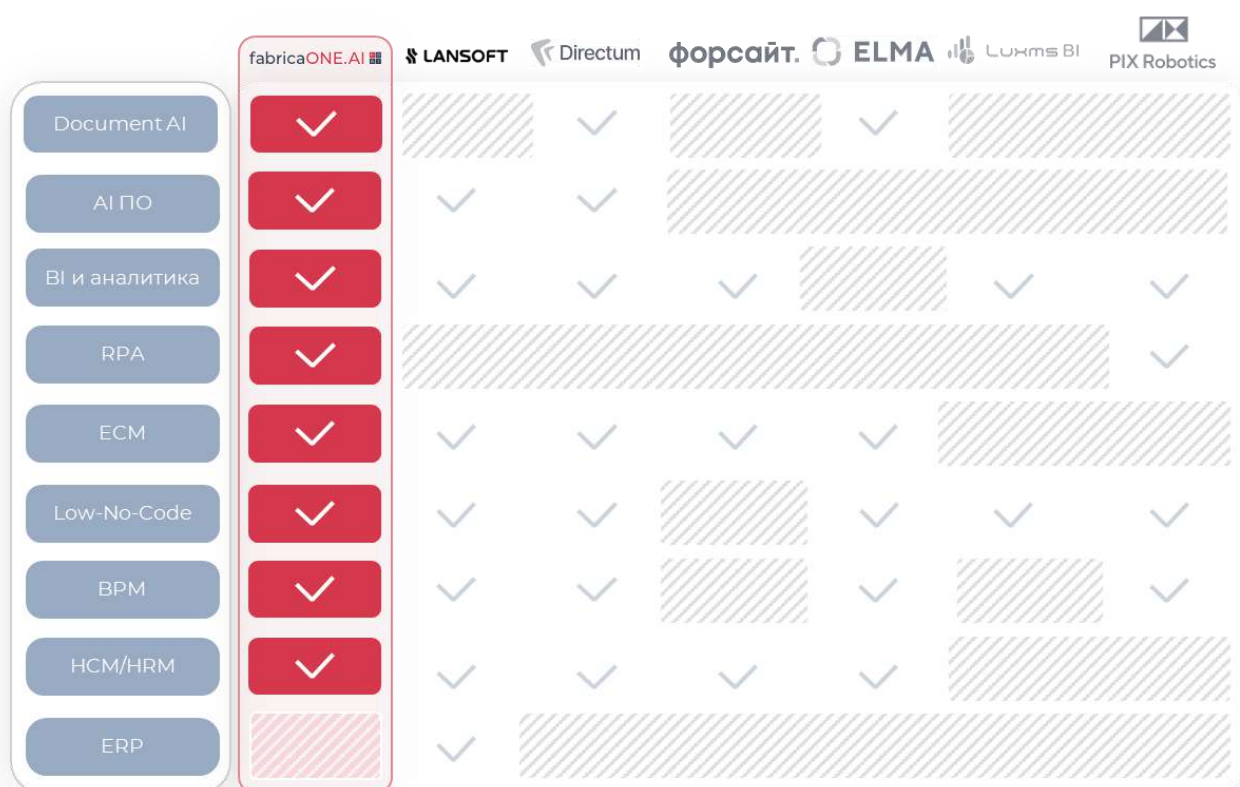 fabricaONE.AI
LANSOFT
Directum
форсайт.
ELMA
Luxms BI
PIX Robotics
Document AI
AI ПО
BI и аналитика
RPA
ECM
Low-No-Code
BPM
HCM/HRM
ERP